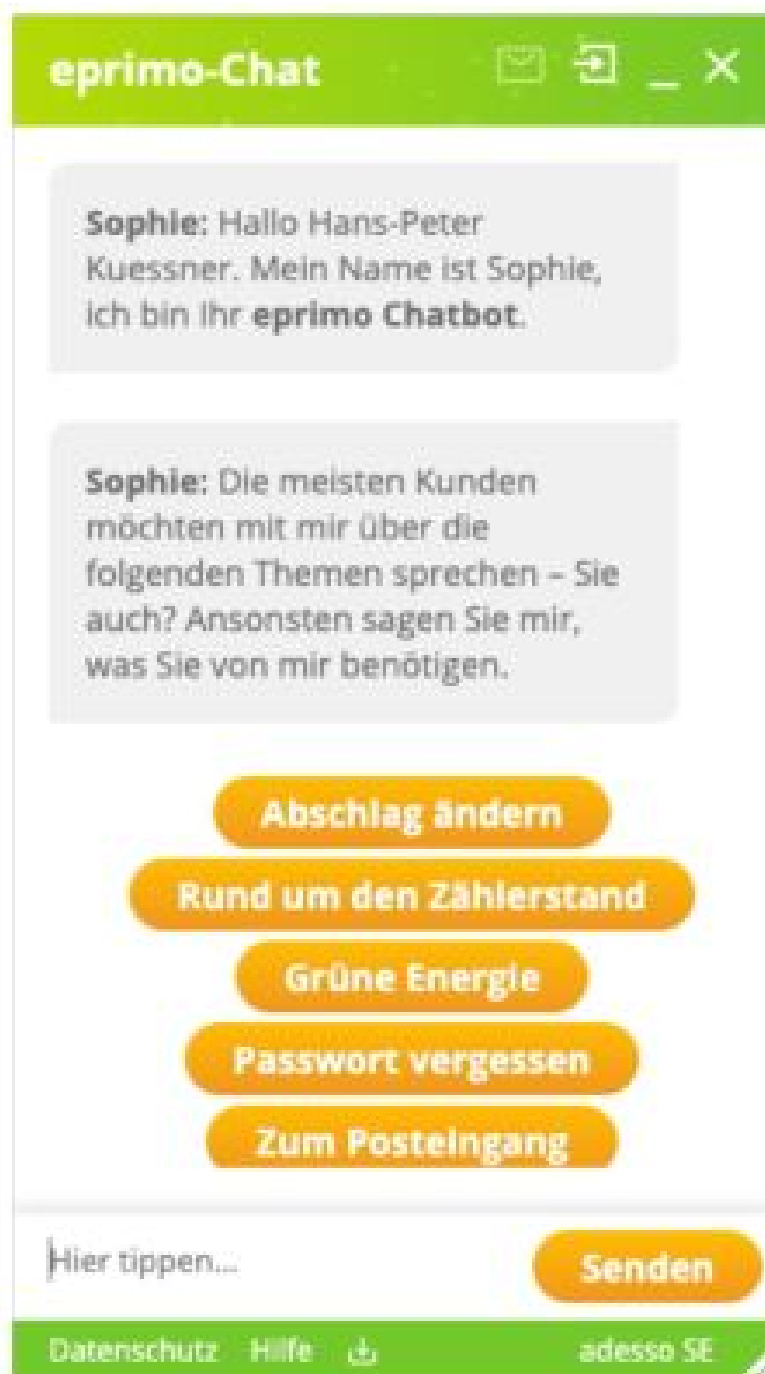 eprimo-Chat
Sophie: Hallo Hans-Peter
Kuessner. Mein Name ist Sophie,
ich bin Ihr eprimo Chatbot.
Sophie: Die meisten Kunden
möchten mit mir über die
folgenden Themen sprechen – Sie
auch? Ansonsten sagen Sie mir,
was Sie von mir benötigen.
Abschlag ändern
Rund um den Zählerstand
Grüne Energie
Passwort vergessen
Zum Posteingang
Hier tippen...
Senden
Datenschutz Hilfe adesso SE